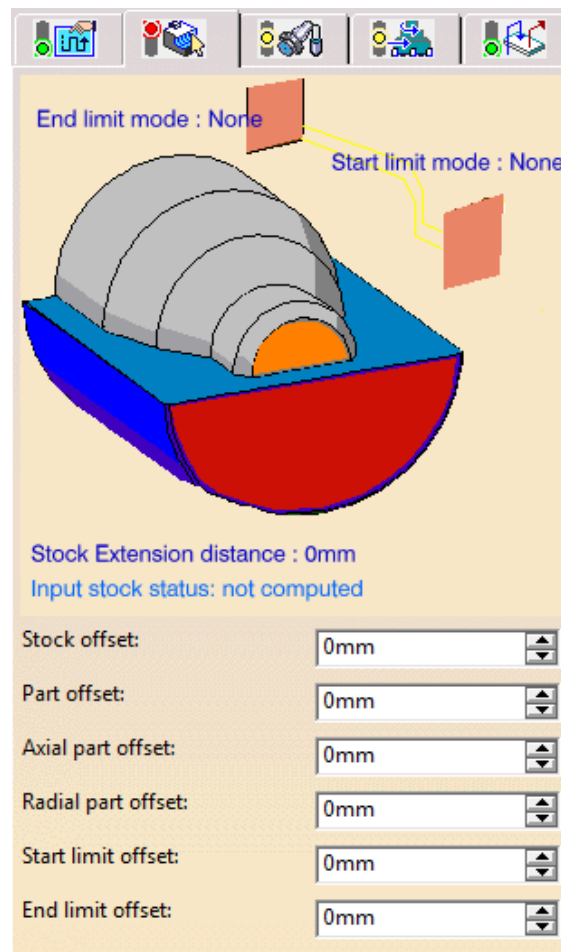 End limit mode : None
Start limit mode : None
Stock Extension distance : 0mm
Input stock status: not computed
Stock offset: 0mm
Part offset: 0mm
Axial part offset: 0mm
Radial part offset: 0mm
Start limit offset: 0mm
End limit offset: 0mm